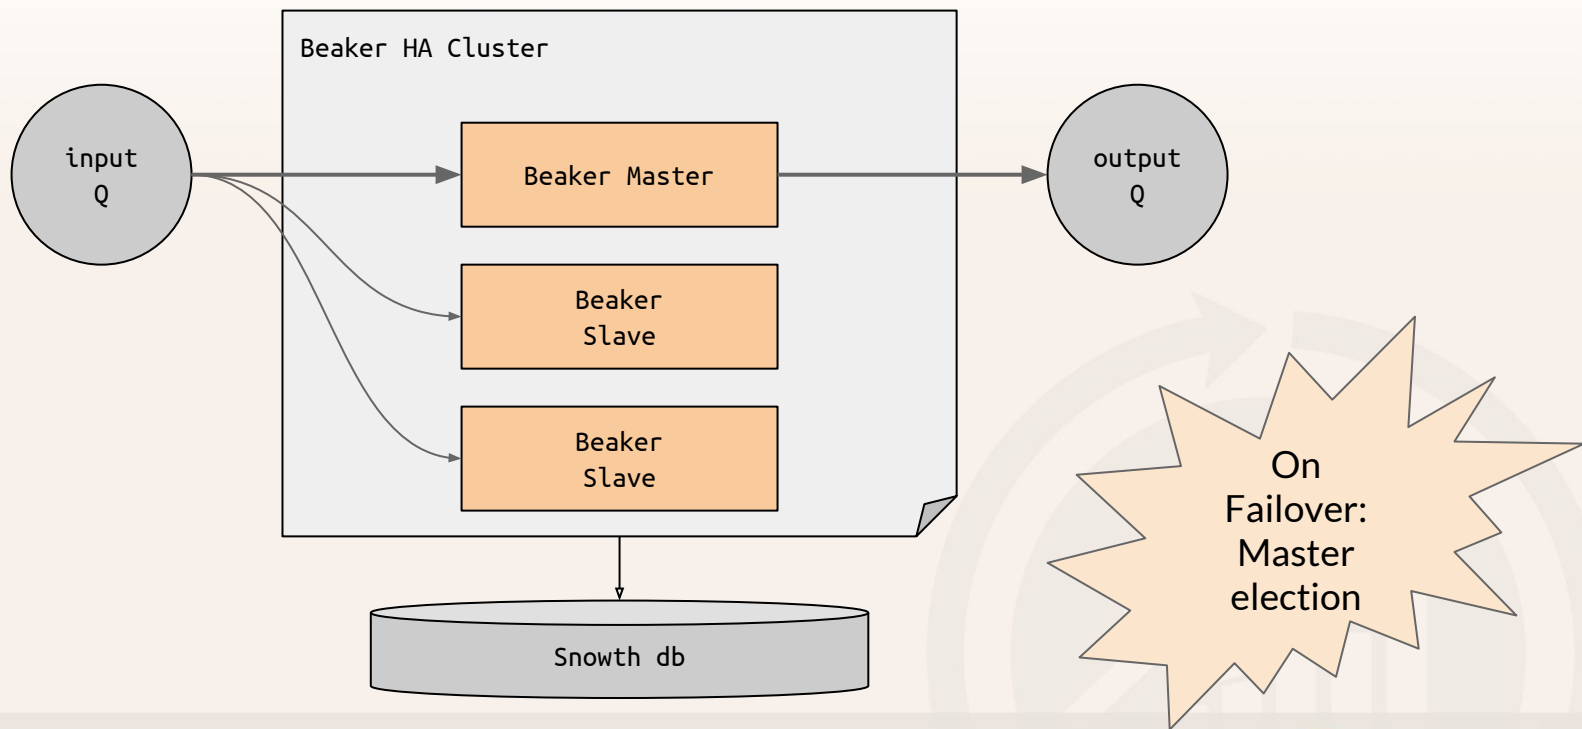 Beaker HA Cluster
input
Q
Beaker Master
output
Q
Beaker
Slave
Beaker
Slave
On
Failover:
Master
election
Snowth db